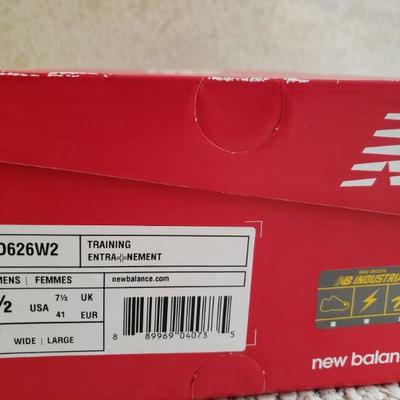 D626W2
TRAINING
ENTRA┼NEMENT
MENS | FEMMES
newbalance.com
½ USA 7½ UK
41 EUR
8 89969 04073 5
WIDE | LARGE
NB INDUSTRIAL
new balance